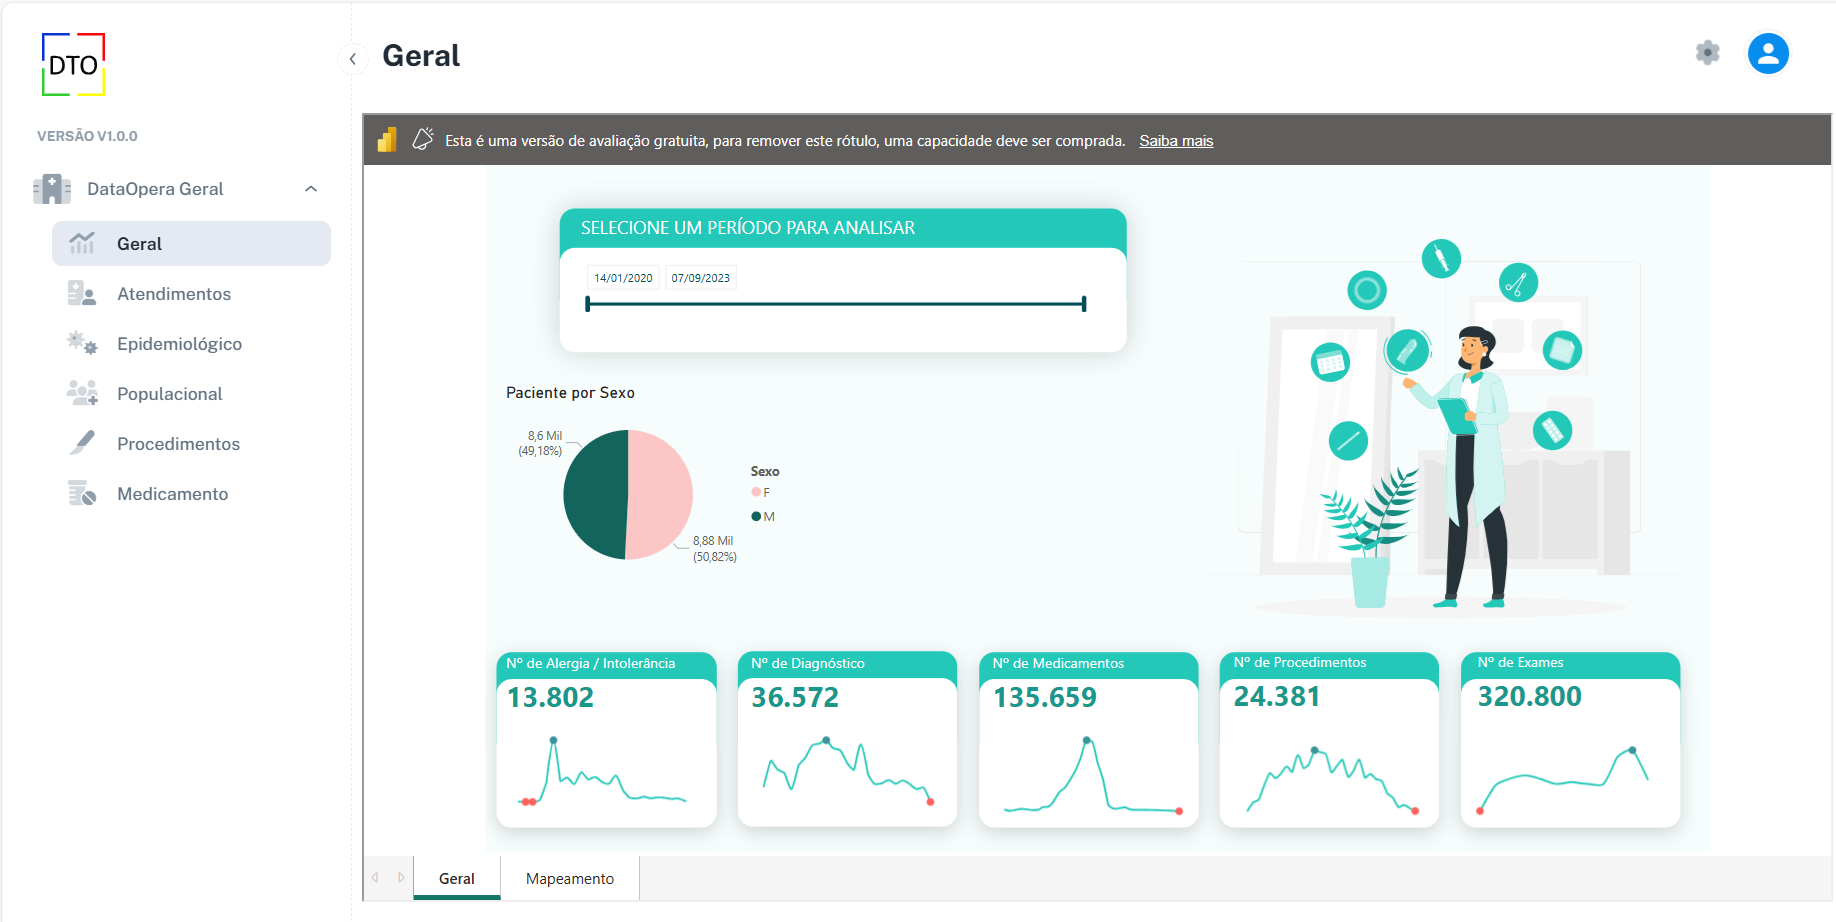 DTO
VERSÃO V1.0.0
DataOpera Geral
Geral
Atendimentos
Epidemiológico
Populacional
Procedimentos
Medicamento
Geral
Esta é uma versão de avaliação gratuita, para remover este rótulo, uma capacidade deve ser comprada. Saiba mais
SELECIONE UM PERÍODO PARA ANALISAR
14/01/2020 07/09/2023
Paciente por Sexo
8,6 Mil
(49,18%)
8,88 Mil
(50,82%)
Sexo
F
M
Nº de Alergia / Intolerância
13.802
Nº de Diagnóstico
36.572
Nº de Medicamentos
135.659
Nº de Procedimentos
24.381
Nº de Exames
320.800
Geral
Mapeamento